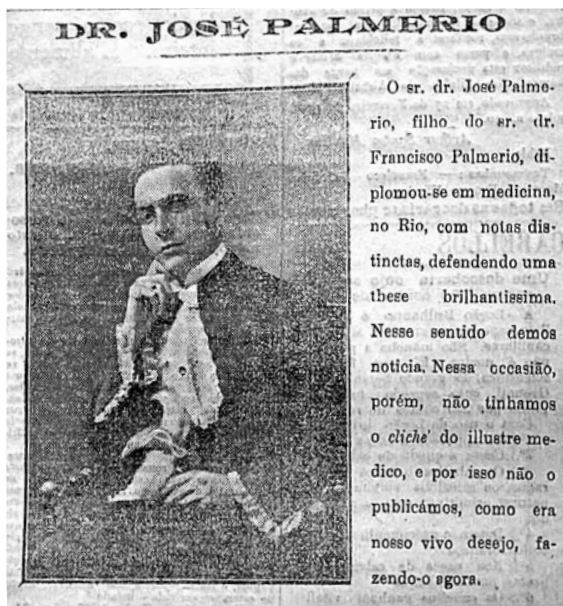 DR. JOSÉ PALMERIO
O sr. dr. José Palme-
rio, filho do sr. dr.
Francisco Palmerio, di-
plomou-se em medicina,
no Rio, com notas dis-
tinctas, defendendo uma
these brilhantissima.
Nesse sentido démos
noticia. Nessa occasião,
porém, não tinhamos
o cliché do illustre me-
dico, e por isso não o
publicámos, como era
nosso vivo desejo, fa-
zendo-o agora.